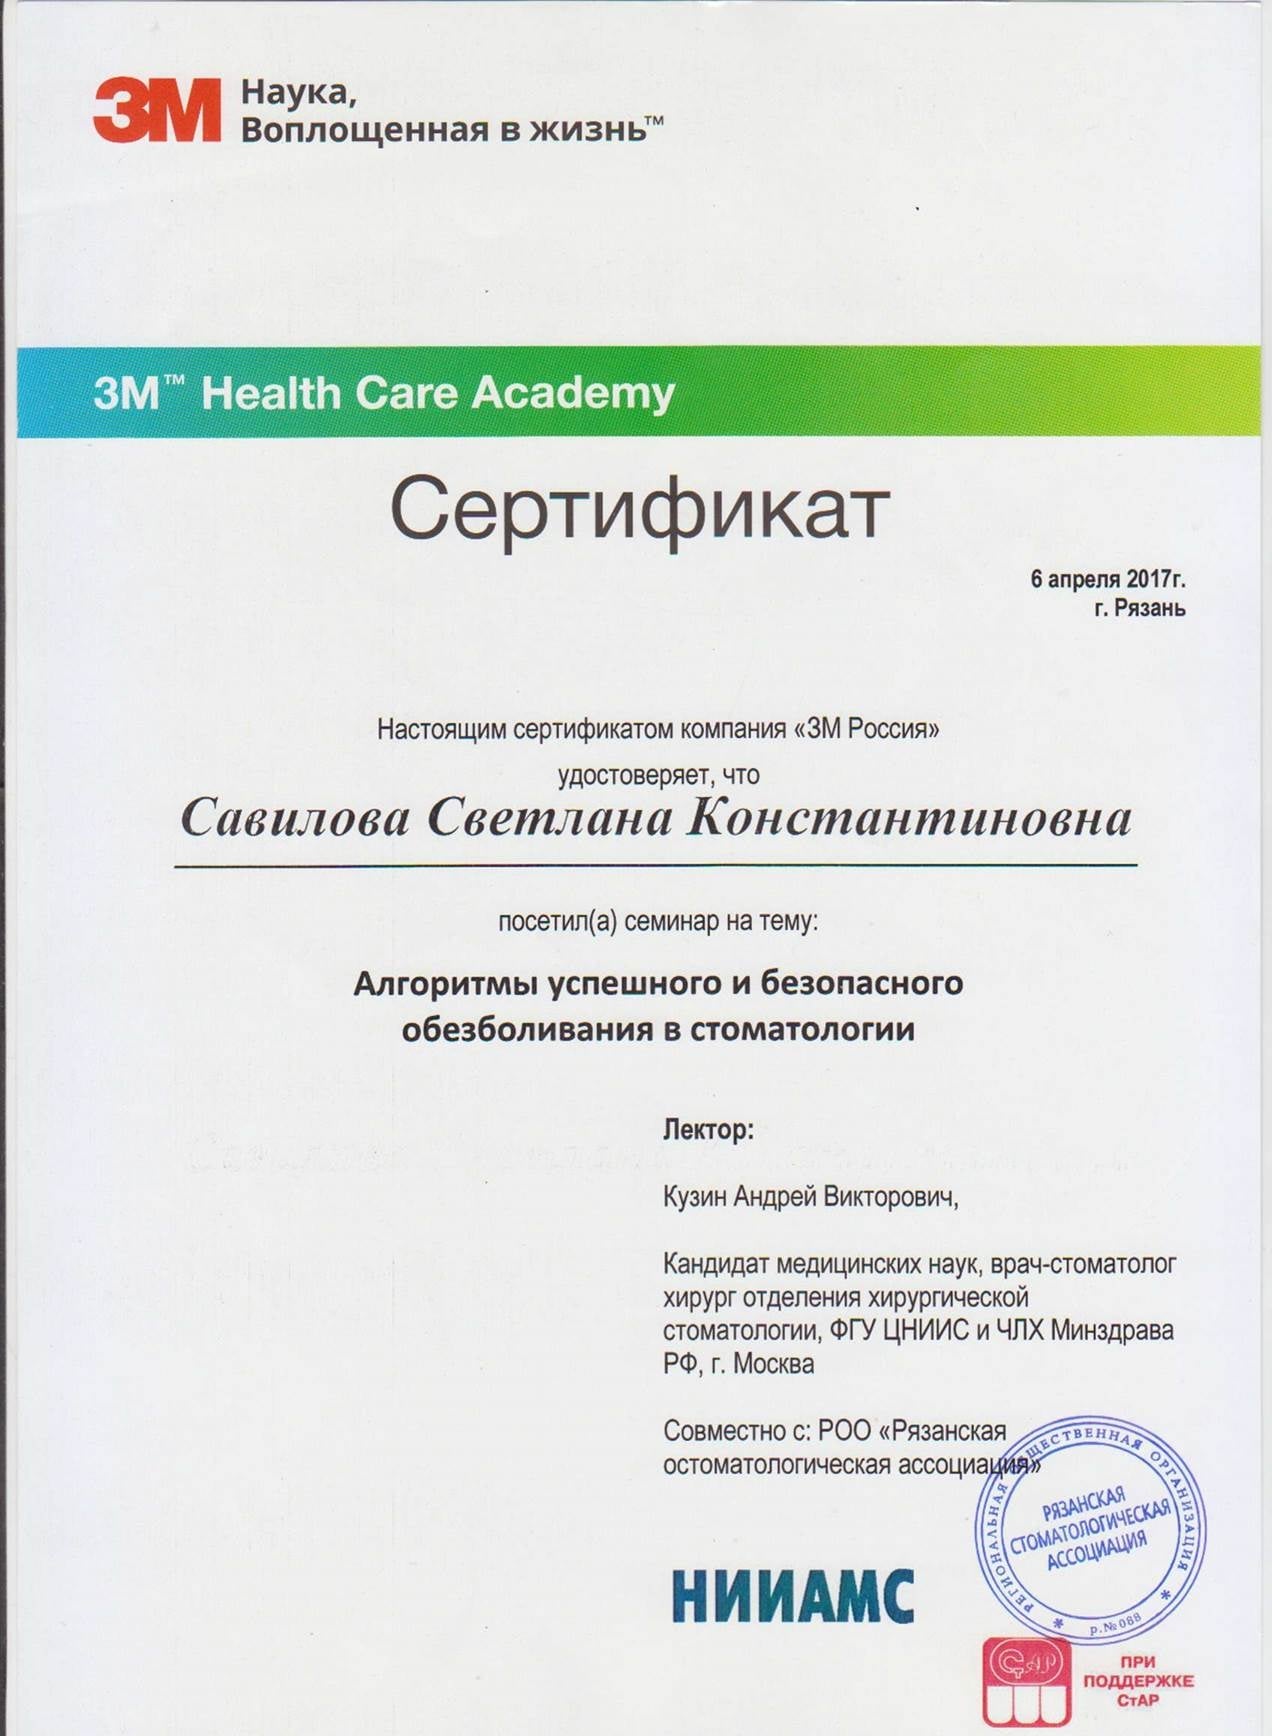 3M Наука,
Воплощенная в жизнь™
3M™ Health Care Academy
Сертификат
6 апреля 2017г.
г. Рязань
Настоящим сертификатом компания «3М Россия»
удостоверяет, что
Савилова Светлана Константиновна
посетил(а) семинар на тему:
Алгоритмы успешного и безопасного
обезболивания в стоматологии
Лектор:
Кузин Андрей Викторович,
Кандидат медицинских наук, врач-стоматолог
хирург отделения хирургической
стоматологии, ФГУ ЦНИИС и ЧЛХ Минздрава
РФ, г. Москва
Совместно с: РОО «Рязанская
остоматологическая ассоциация»
РЕГИОНАЛЬНАЯ ОБЩЕСТВЕННАЯ ОРГАНИЗАЦИЯ
РЯЗАНСКАЯ
СТОМАТОЛОГИЧЕСКАЯ
АССОЦИАЦИЯ
* р.№088 *
НИИАМС
СтАР
ПРИ
ПОДДЕРЖКЕ
СтАР